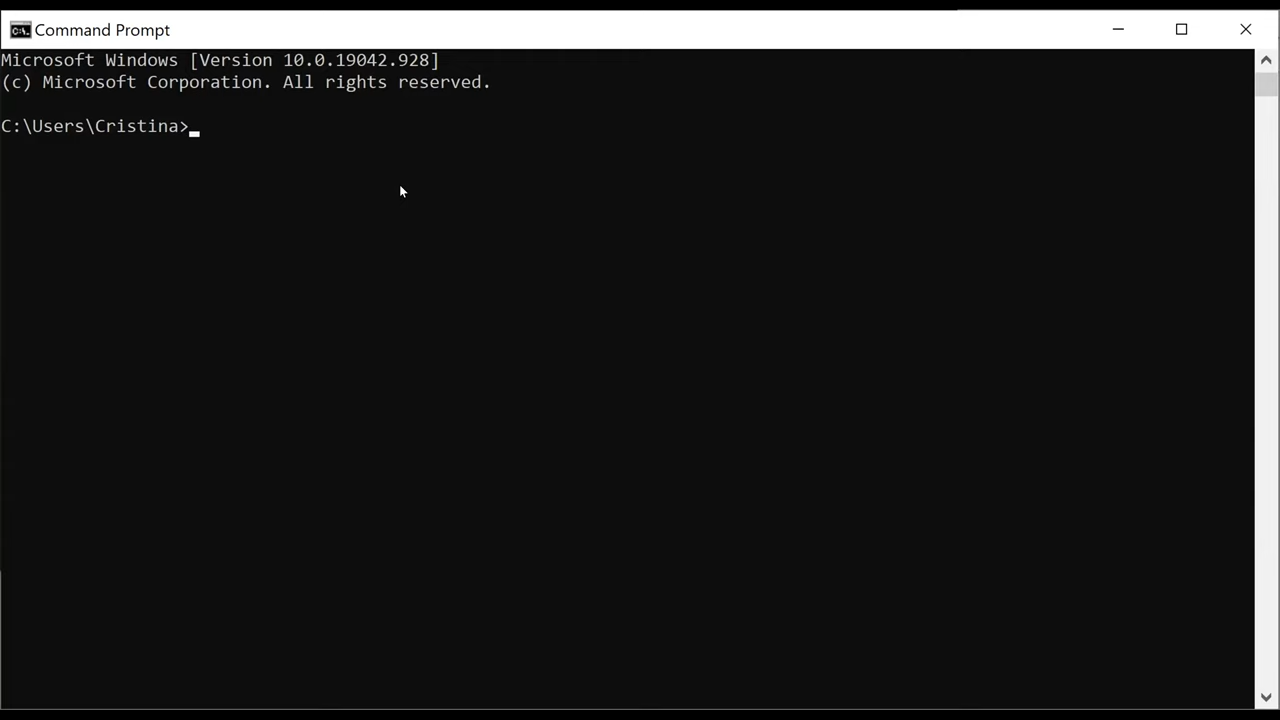 Command Prompt
Microsoft Windows [Version 10.0.19042.928]
(c) Microsoft Corporation. All rights reserved.
C:\Users\Cristina>